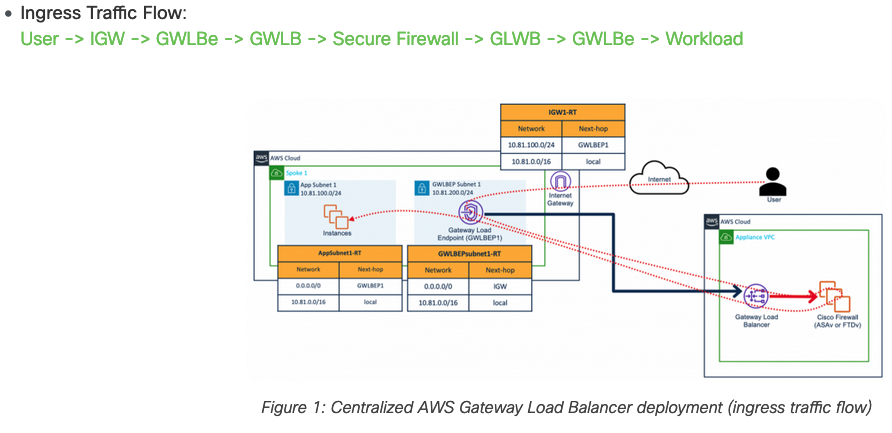 • Ingress Traffic Flow:
User -> IGW -> GWLBe -> GWLB -> Secure Firewall -> GLWB -> GWLBe -> Workload
IGW1-RT
Network Next-hop
10.81.100.0/24 GWLBEP1
10.81.0.0/16 local
aws AWS Cloud
Spoke 1
App Subnet 1
10.81.100.0/24
GWLBEP Subnet 1
10.81.200.0/24
Internet
Gateway
Internet
User
Instances
Gateway Load
Endpoint (GWLBEP1)
AppSubnet1-RT
Network Next-hop
0.0.0.0/0 GWLBEP1
10.81.0.0/16 local
GWLBEPsubnet1-RT
Network Next-hop
0.0.0.0/0 IGW
10.81.0.0/16 local
aws AWS Cloud
Appliance VPC
Gateway Load
Balancer
Cisco Firewall
(ASAv or FTDv)
Figure 1: Centralized AWS Gateway Load Balancer deployment (ingress traffic flow)